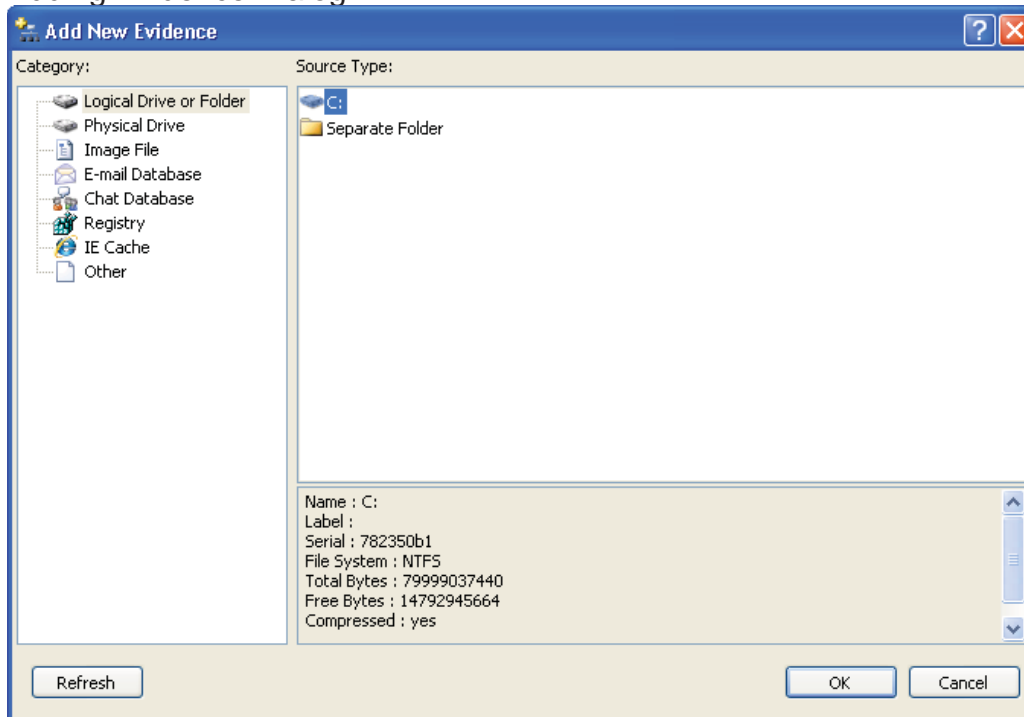 Add New Evidence
Category:
Source Type:
Logical Drive or Folder
Physical Drive
Image File
E-mail Database
Chat Database
Registry
IE Cache
Other
C:
Separate Folder
Name : C:
Label :
Serial : 782350b1
File System : NTFS
Total Bytes : 79999037440
Free Bytes : 14792945664
Compressed : yes
Refresh
OK
Cancel